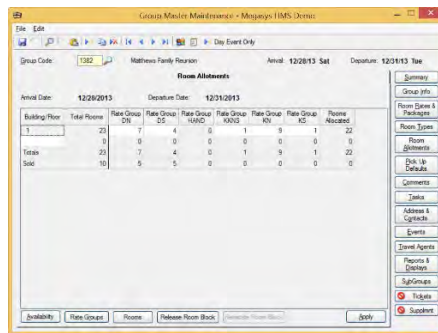 Group Master Maintenance - Megasys HMS Demo
File Edit
Day Event Only
Group Code: 1382 Matthews Family Reunion Arrival: 12/28/13 Sat Departure: 12/31/13 Tue
Room Allotments
Arrival Date: 12/28/2013 Departure Date: 12/31/2013
Building/Floor Total Rooms Rate Group DN Rate Group DS Rate Group HAND Rate Group KKNS Rate Group KN Rate Group KS Rooms Allocated
1 23 7 4 0 1 9 1 22
0 0 0 0 0 0 0 0
Totals 23 7 4 0 1 9 1 22
Sold 10 5 5 0 0 0 0 0
Summary
Group Info
Room Rates & Packages
Room Types
Room Allotments
Pick Up Defaults
Comments
Tasks
Address & Contacts
Events
Travel Agents
Reports & Displays
SubGroups
Tickets
Supplmnt
Availability Rate Groups Rooms Release Room Block Generate Room Block Apply